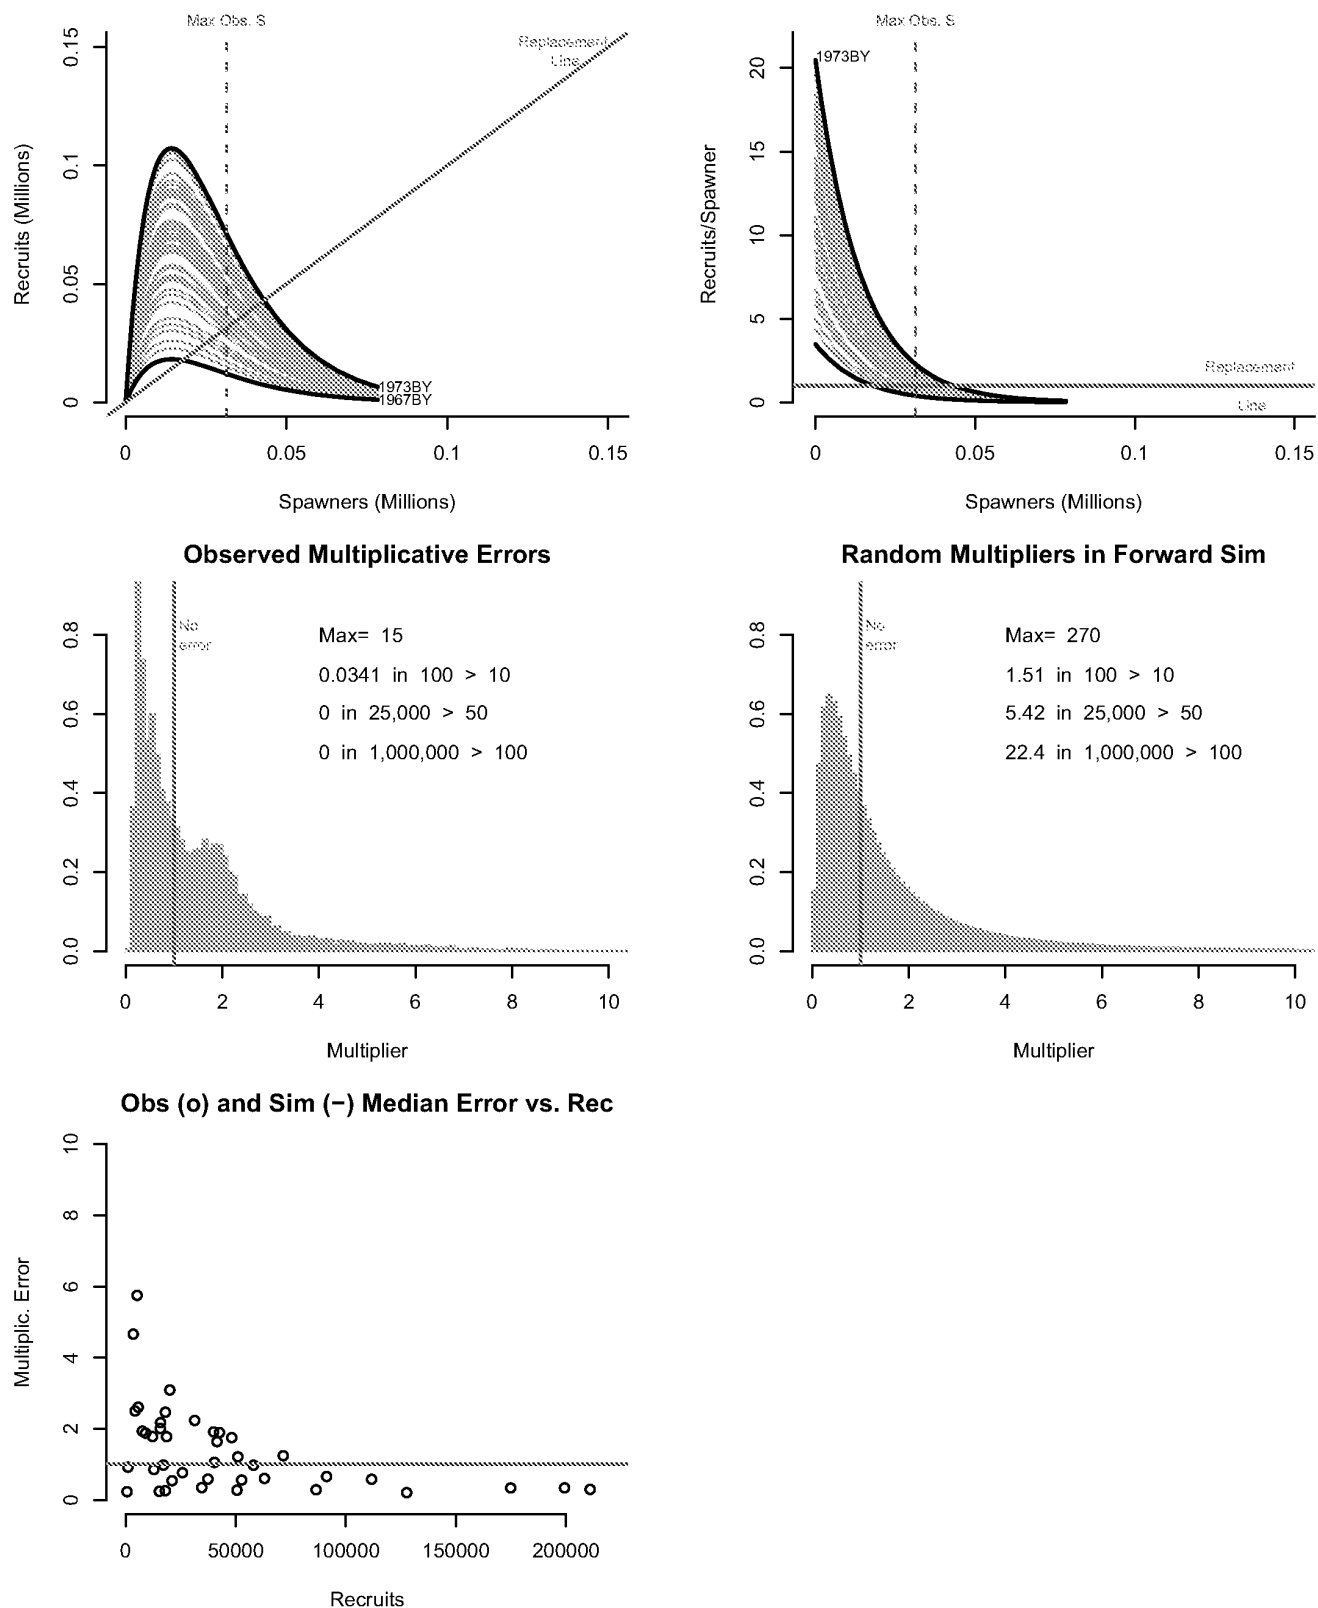 Max Obs. S
Replacement
Line
0.15
0.1
0.05
0
Recruits (Millions)
1973BY
1967BY
0 0.05 0.1 0.15
Spawners (Millions)
Max Obs. S
1973BY
20
15
10
5
0
Recruits/Spawner
Replacement
Line
0 0.05 0.1 0.15
Spawners (Millions)
Observed Multiplicative Errors
No
error
Max= 15
0.0341 in 100 > 10
0 in 25,000 > 50
0 in 1,000,000 > 100
0.8
0.6
0.4
0.2
0.0
0 2 4 6 8 10
Multiplier
Random Multipliers in Forward Sim
No
error
Max= 270
1.51 in 100 > 10
5.42 in 25,000 > 50
22.4 in 1,000,000 > 100
0.8
0.6
0.4
0.2
0.0
0 2 4 6 8 10
Multiplier
Obs (o) and Sim (−) Median Error vs. Rec
10
8
6
4
2
0
Multiplic. Error
0 50000 100000 150000 200000
Recruits